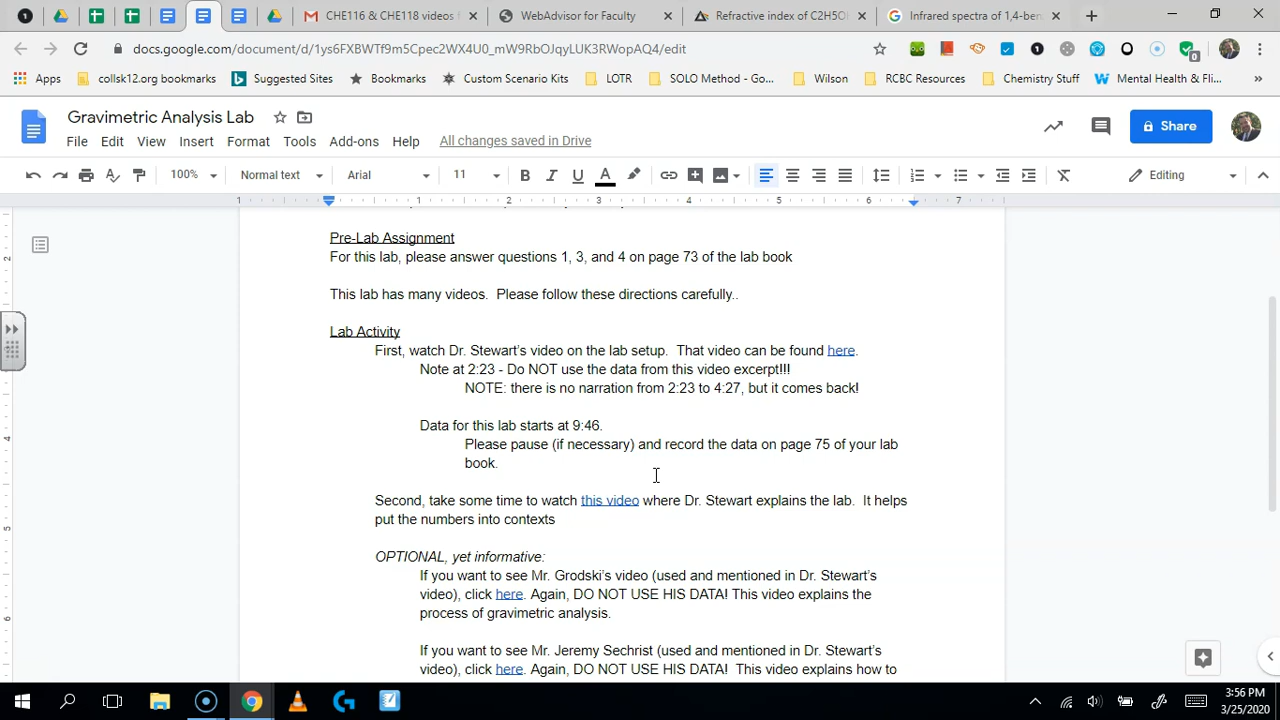 CHE116 & CHE118 videos f
WebAdvisor for Faculty
Refractive index of C2H5O
Infrared spectra of 1,4-ben
docs.google.com/document/d/1ys6FXBWTf9m5Cpec2WX4U0_mW9RbOJqyLUK3RWopAQ4/edit
Apps
collsk12.org bookmarks
Suggested Sites
Bookmarks
Custom Scenario Kits
LOTR
SOLO Method - Go...
Wilson
RCBC Resources
Chemistry Stuff
Mental Health & Fli...
»
Gravimetric Analysis Lab
Share
File Edit View Insert Format Tools Add-ons Help All changes saved in Drive
100% Normal text Arial 11 B I U A Editing
1 1 2 3 4 5 6 7
Pre-Lab Assignment
For this lab, please answer questions 1, 3, and 4 on page 73 of the lab book
This lab has many videos. Please follow these directions carefully..
Lab Activity
First, watch Dr. Stewart's video on the lab setup. That video can be found here.
Note at 2:23 - Do NOT use the data from this video excerpt!!!
NOTE: there is no narration from 2:23 to 4:27, but it comes back!
Data for this lab starts at 9:46.
Please pause (if necessary) and record the data on page 75 of your lab
book.
Second, take some time to watch this video where Dr. Stewart explains the lab. It helps
put the numbers into contexts
OPTIONAL, yet informative:
If you want to see Mr. Grodski's video (used and mentioned in Dr. Stewart's
video), click here. Again, DO NOT USE HIS DATA! This video explains the
process of gravimetric analysis.
If you want to see Mr. Jeremy Sechrist (used and mentioned in Dr. Stewart's
video), click here. Again, DO NOT USE HIS DATA! This video explains how to
3:56 PM
3/25/2020